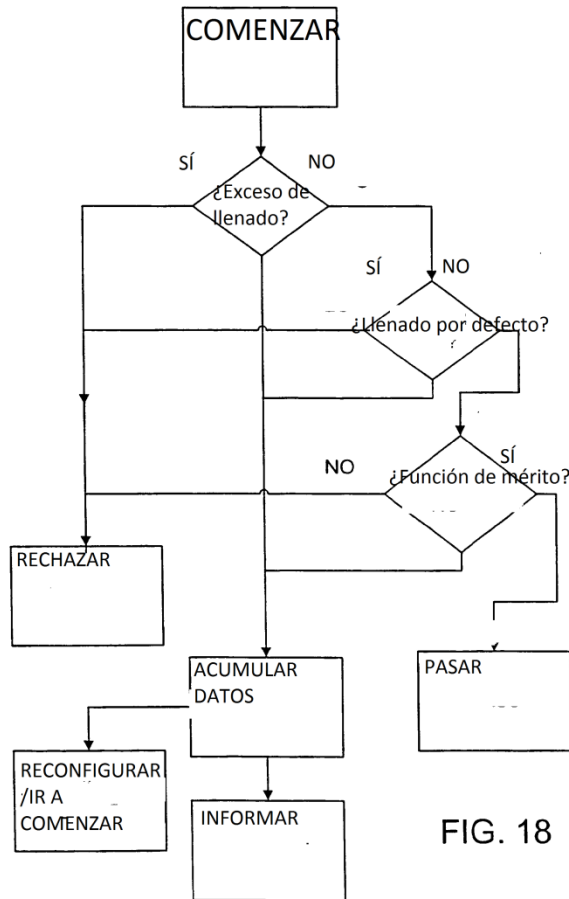 COMENZAR
SÍ
NO
¿Exceso de
llenado?
SÍ
NO
¿Llenado por defecto?
?
NO
SÍ
¿Función de mérito?
RECHAZAR
ACUMULAR
DATOS
PASAR
RECONFIGURAR
/IR A
COMENZAR
INFORMAR
FIG. 18